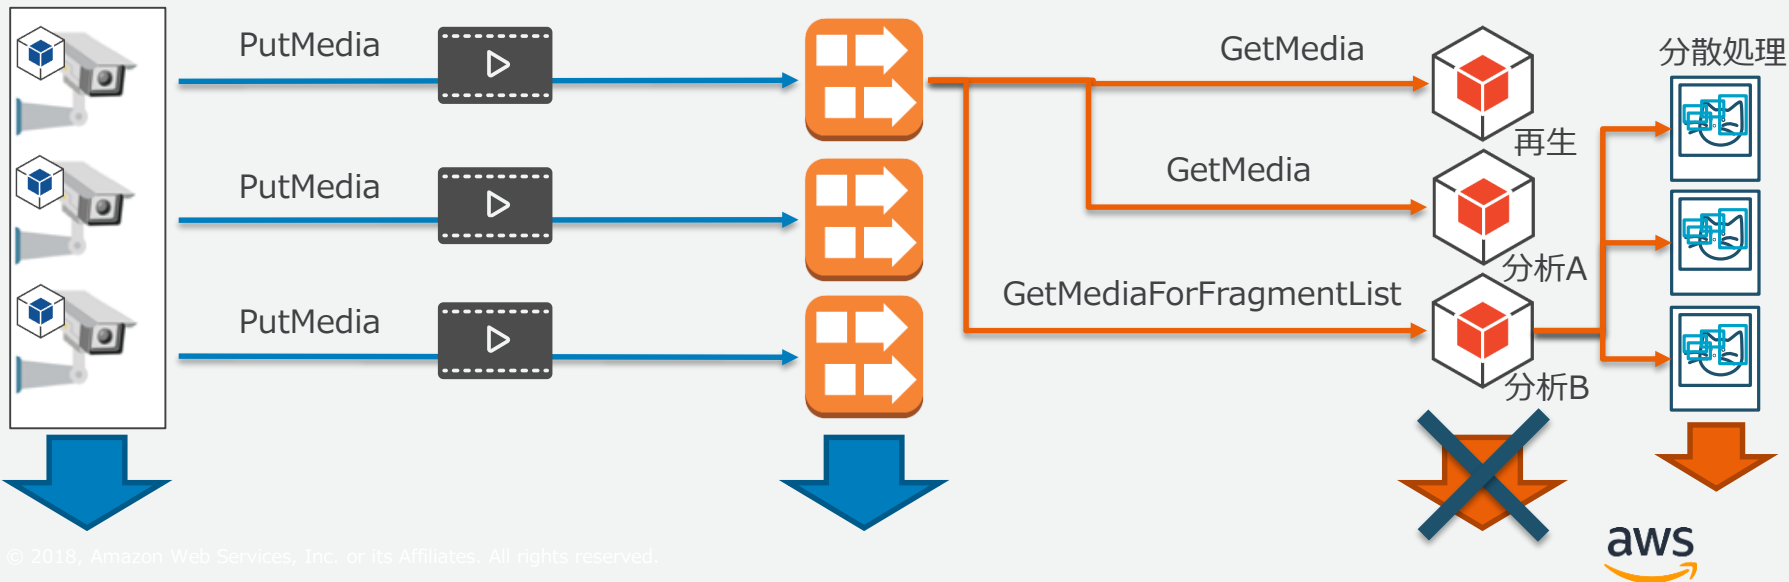 PutMedia
GetMedia
分散処理
再生
GetMedia
PutMedia
分析A
GetMediaForFragmentList
PutMedia
分析B
© 2018, Amazon Web Services, Inc. or its Affiliates. All rights reserved.
aws